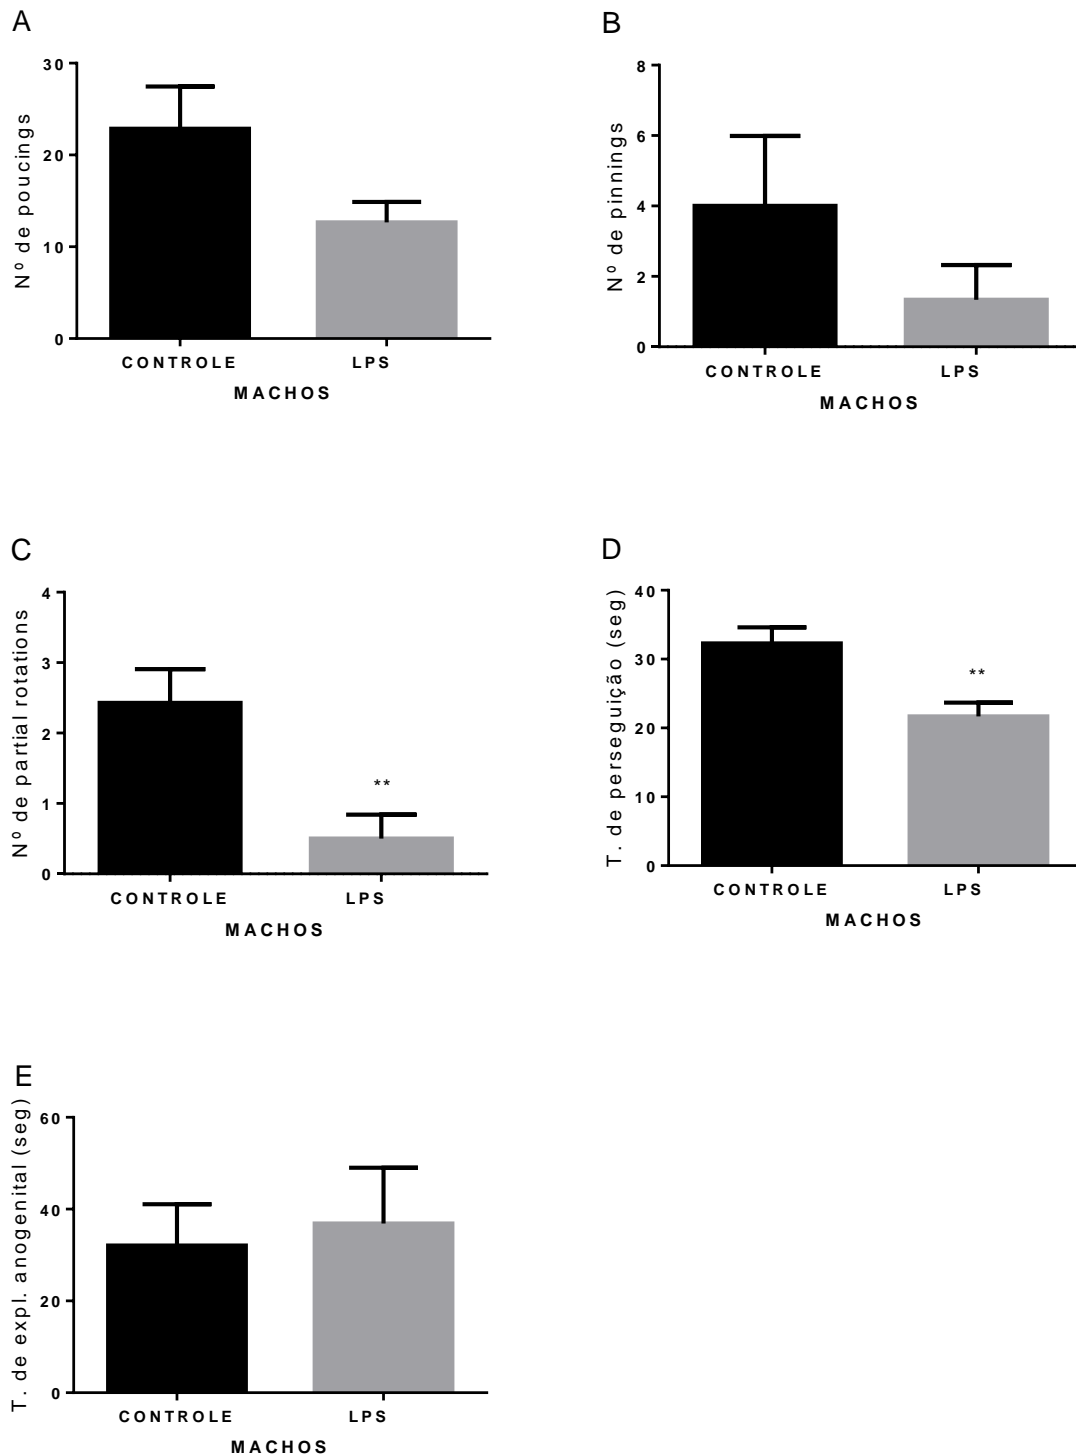 A
Nº de poucings
30
20
10
0
CONTROLE LPS
MACHOS
B
Nº de pinnings
8
6
4
2
0
CONTROLE LPS
MACHOS
C
Nº de partial rotations
4
3
2
1
0
**
CONTROLE LPS
MACHOS
D
T. de perseguição (seg)
40
30
20
10
0
**
CONTROLE LPS
MACHOS
E
T. de expl. anogenital (seg)
60
40
20
0
CONTROLE LPS
MACHOS